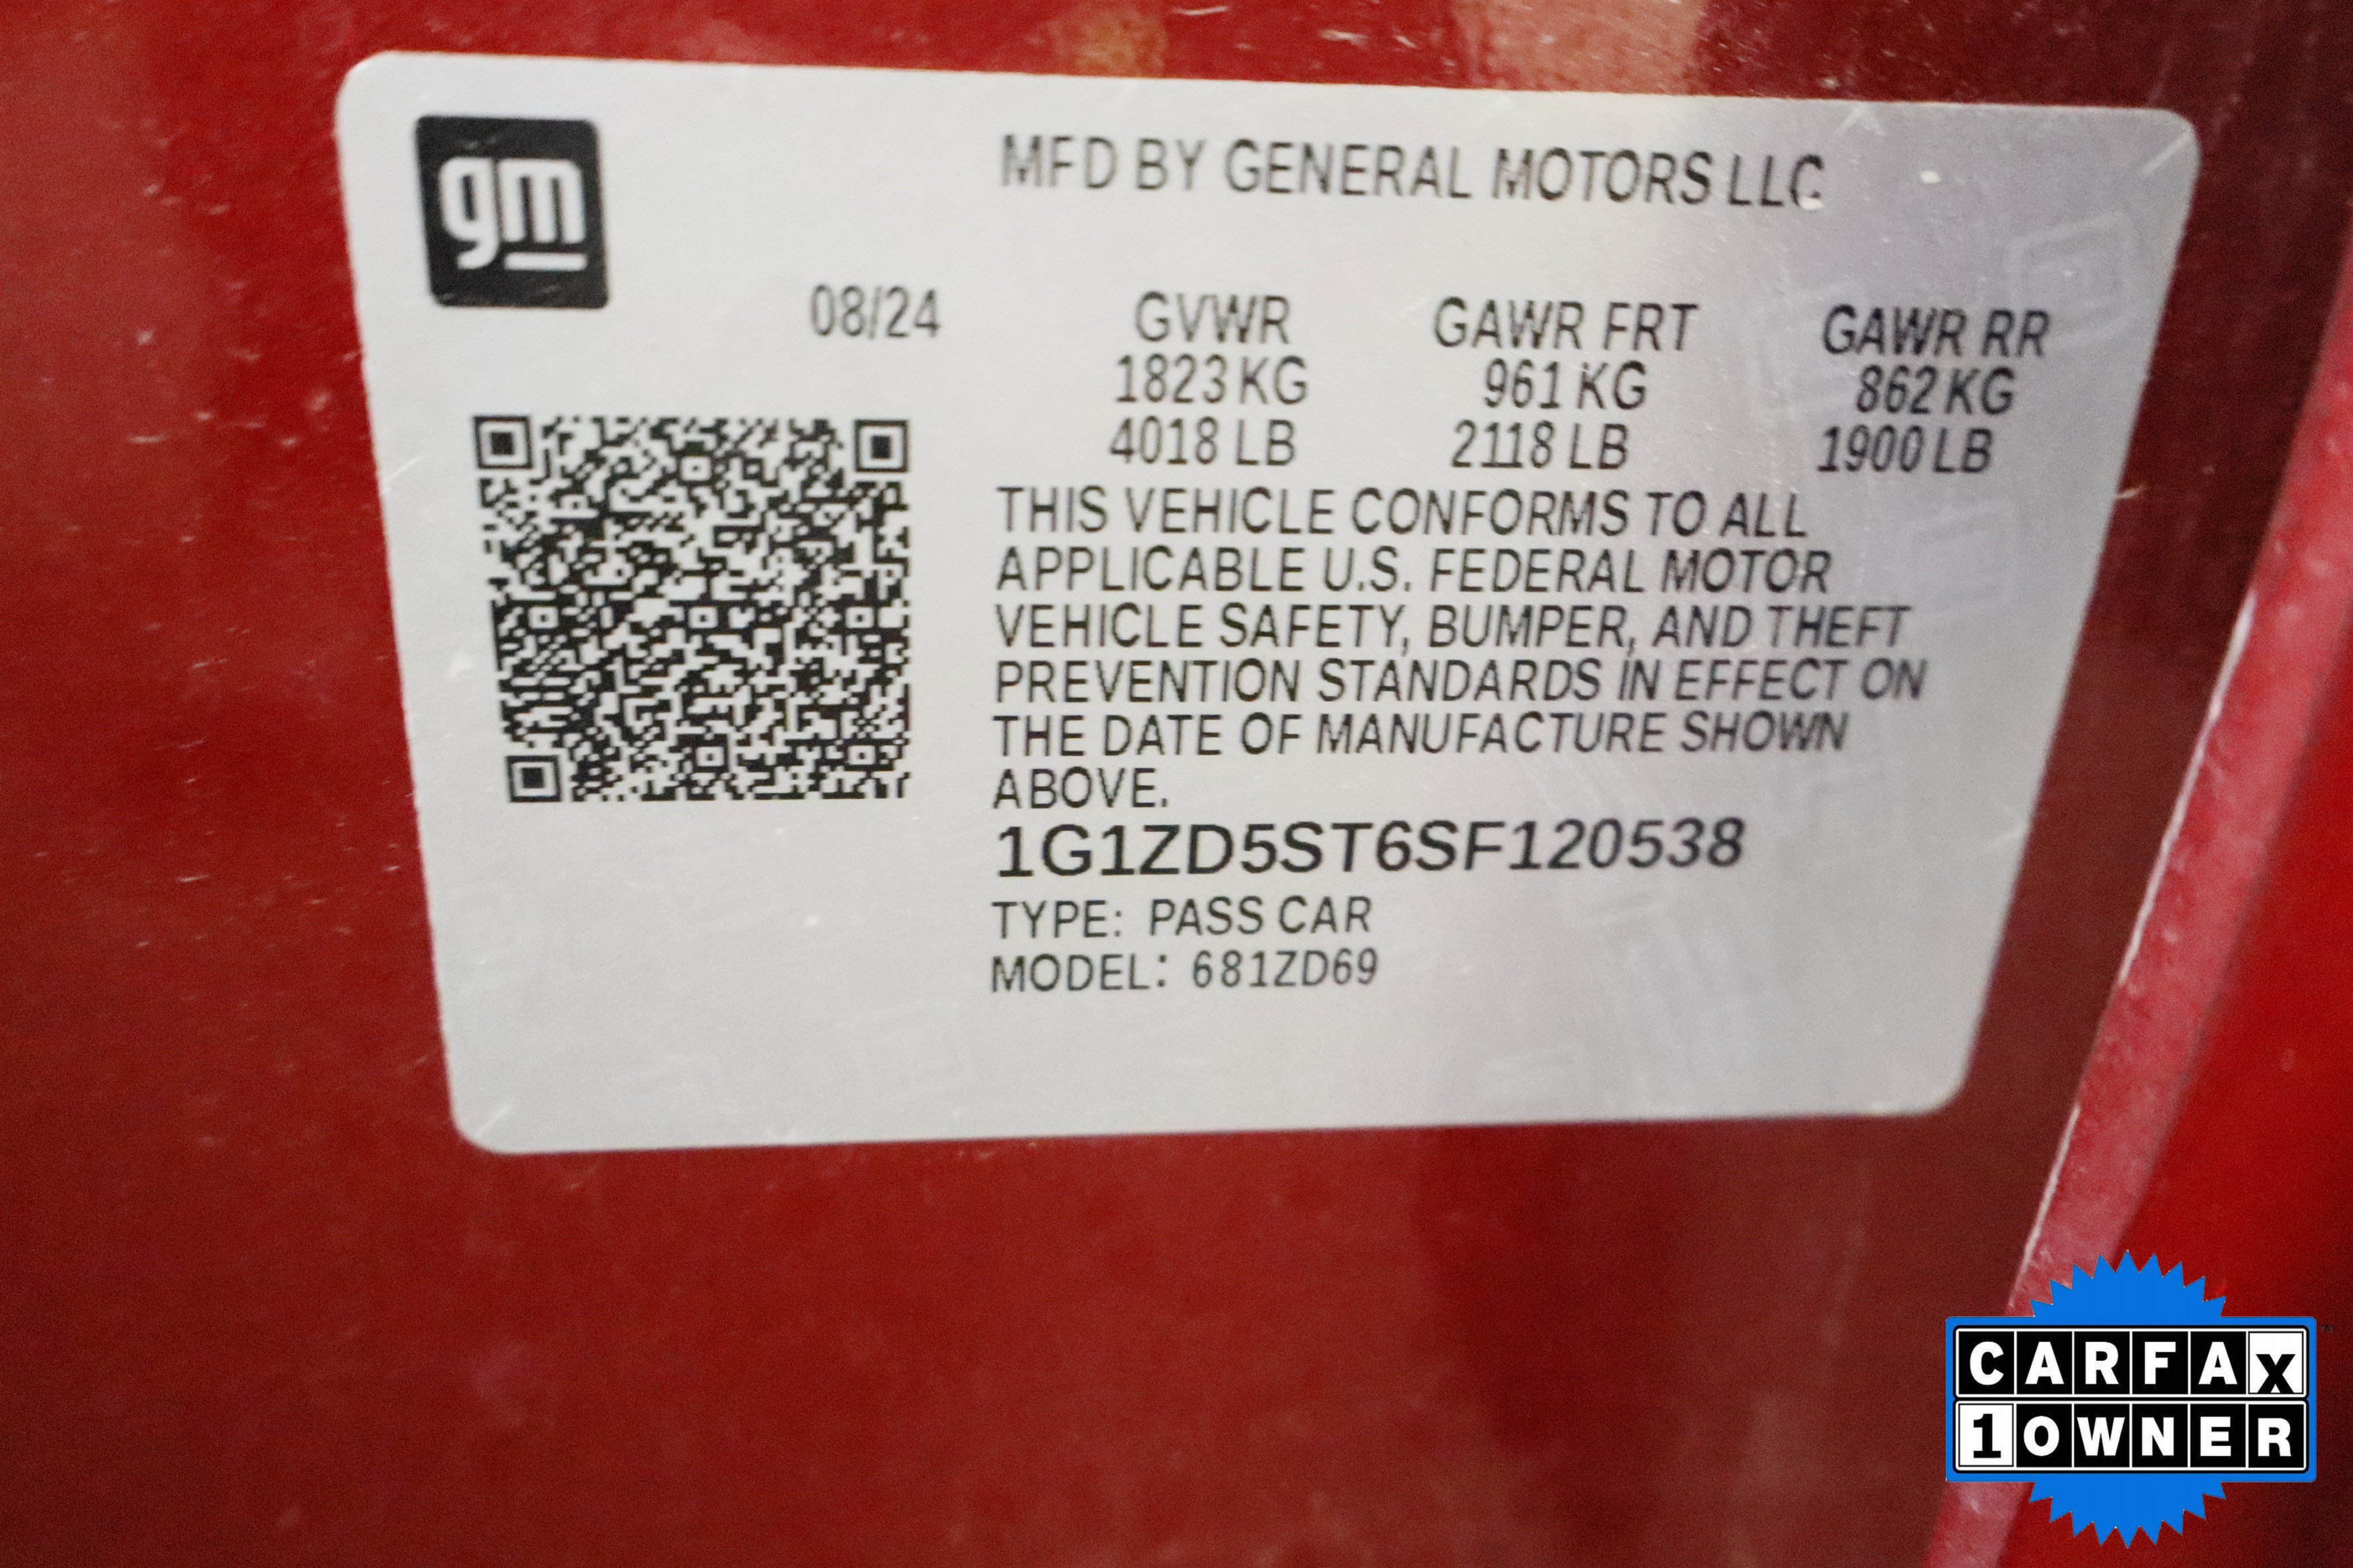 gm
MFD BY GENERAL MOTORS LLC
08/24 GVWR GAWR FRT GAWR RR
1823 KG 961 KG 862 KG
4018 LB 2118 LB 1900 LB
THIS VEHICLE CONFORMS TO ALL
APPLICABLE U.S. FEDERAL MOTOR
VEHICLE SAFETY, BUMPER, AND THEFT
PREVENTION STANDARDS IN EFFECT ON
THE DATE OF MANUFACTURE SHOWN
ABOVE.
1G1ZD5ST6SF120538
TYPE: PASS CAR
MODEL: 681ZD69
CARFAX
1 OWNER